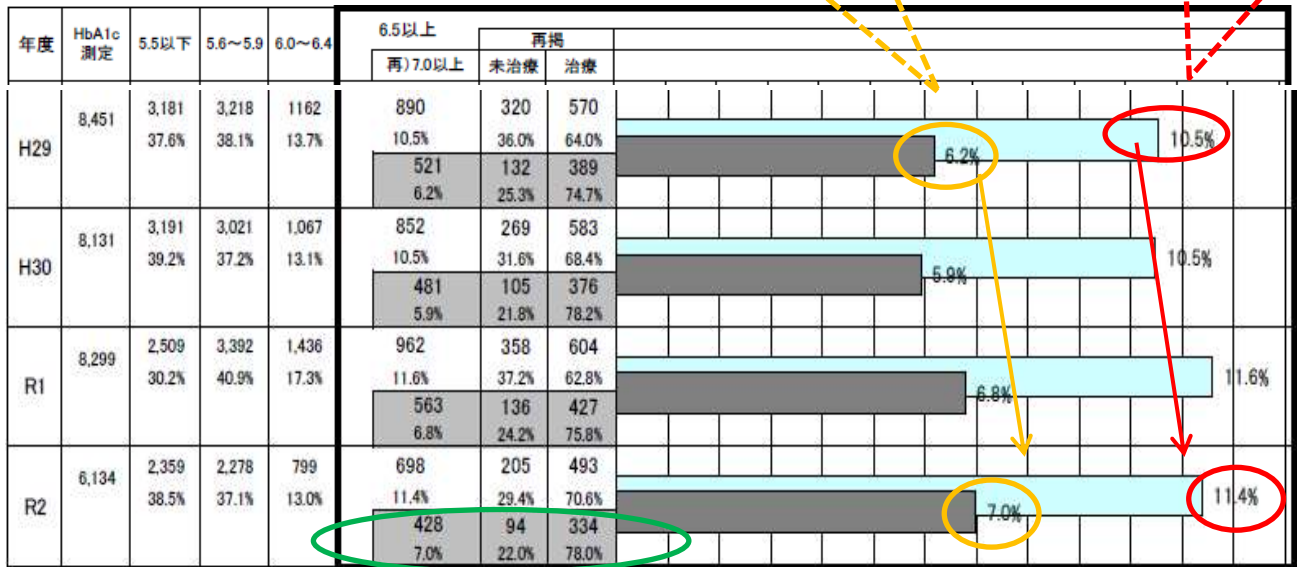 年度 HbA1c測定 5.5以下 5.6～5.9 6.0～6.4 6.5以上 再掲
再)7.0以上 未治療 治療
H29 8,451 3,181 3,218 1162 890 320 570
37.6% 38.1% 13.7% 10.5% 36.0% 64.0% 10.5%
521 132 389 6.2%
6.2% 25.3% 74.7%
H30 8,131 3,191 3,021 1,067 852 269 583
39.2% 37.2% 13.1% 10.5% 31.6% 68.4% 10.5%
481 105 376 5.9%
5.9% 21.8% 78.2%
R1 8,299 2,509 3,392 1,436 962 358 604
30.2% 40.9% 17.3% 11.6% 37.2% 62.8% 11.6%
563 136 427 6.8%
6.8% 24.2% 75.8%
R2 6,134 2,359 2,278 799 698 205 493
38.5% 37.1% 13.0% 11.4% 29.4% 70.6% 11.4%
428 94 334 7.0%
7.0% 22.0% 78.0%